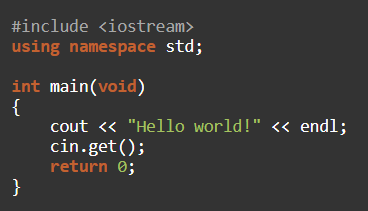 #include <iostream>
using namespace std;

int main(void)
{
    cout << "Hello world!" << endl;
    cin.get();
    return 0;
}